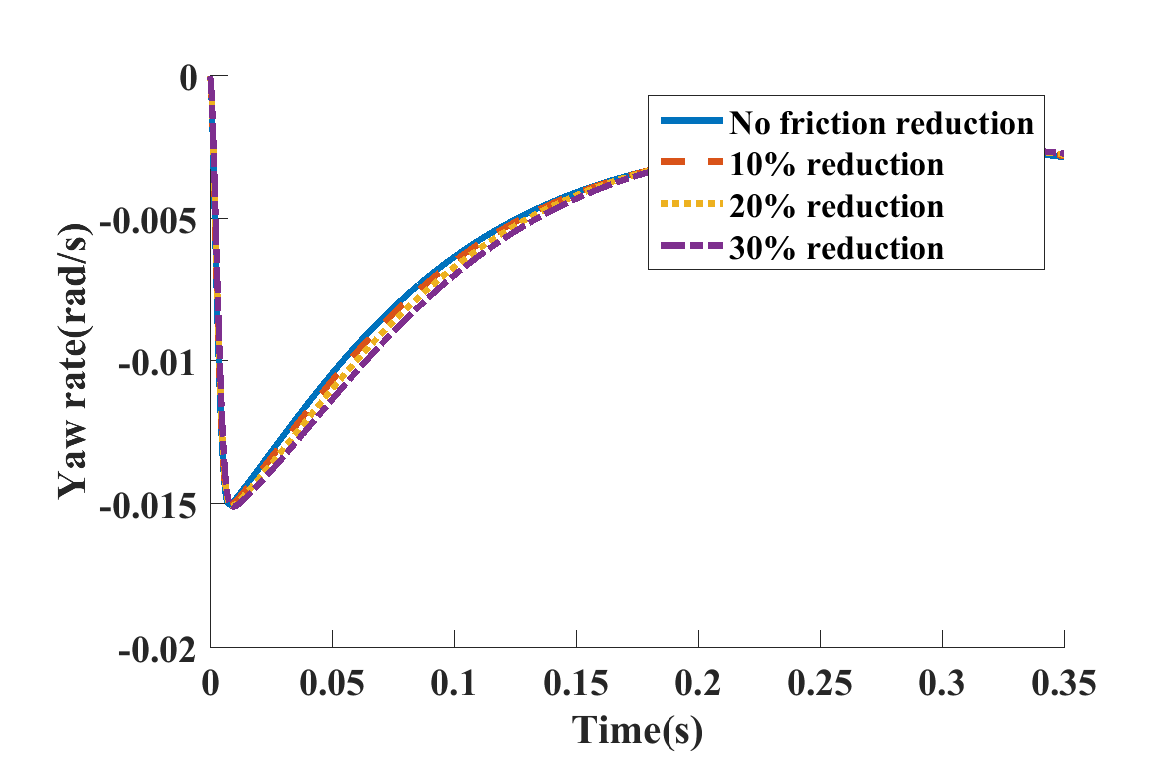 0
-0.005
-0.01
-0.015
-0.02
Yaw rate(rad/s)
No friction reduction
10% reduction
20% reduction
30% reduction
0 0.05 0.1 0.15 0.2 0.25 0.3 0.35
Time(s)